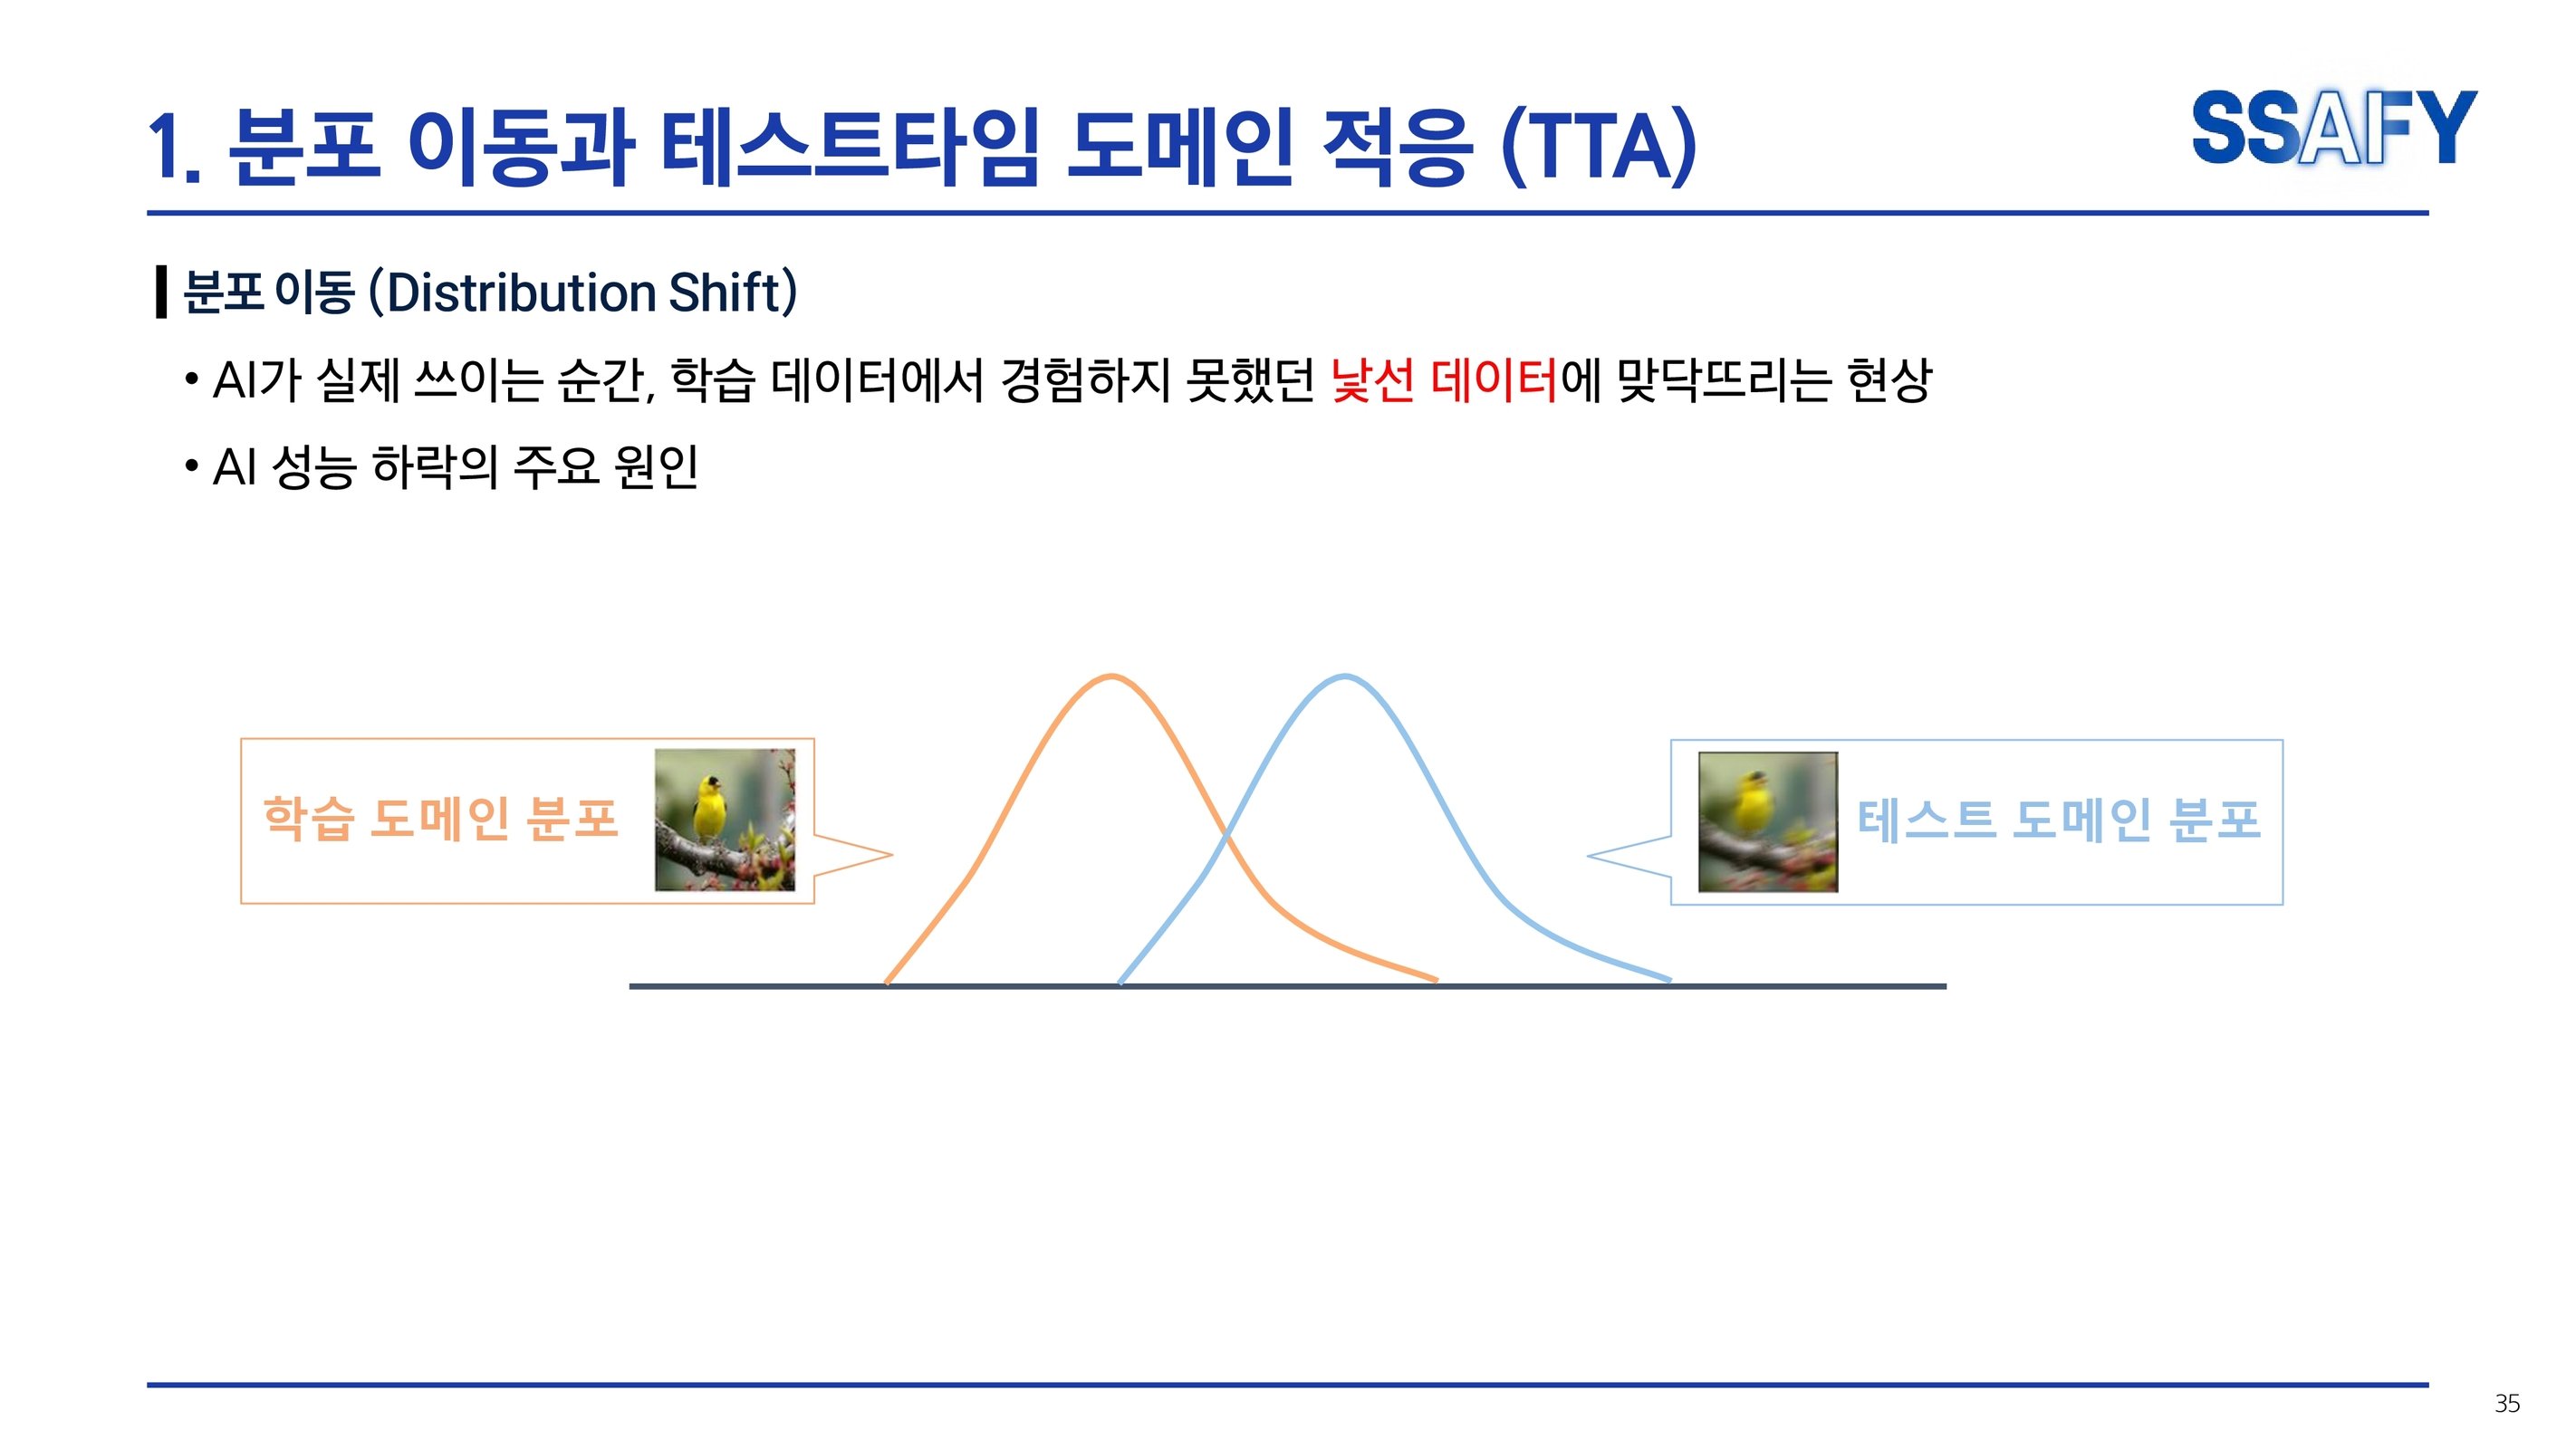 1. 분포 이동과 테스트타임 도메인 적응 (TTA)
SSAFY
분포 이동 (Distribution Shift)
• AI가 실제 쓰이는 순간, 학습 데이터에서 경험하지 못했던 낯선 데이터에 맞닥뜨리는 현상
• AI 성능 하락의 주요 원인
학습 도메인 분포
테스트 도메인 분포
35